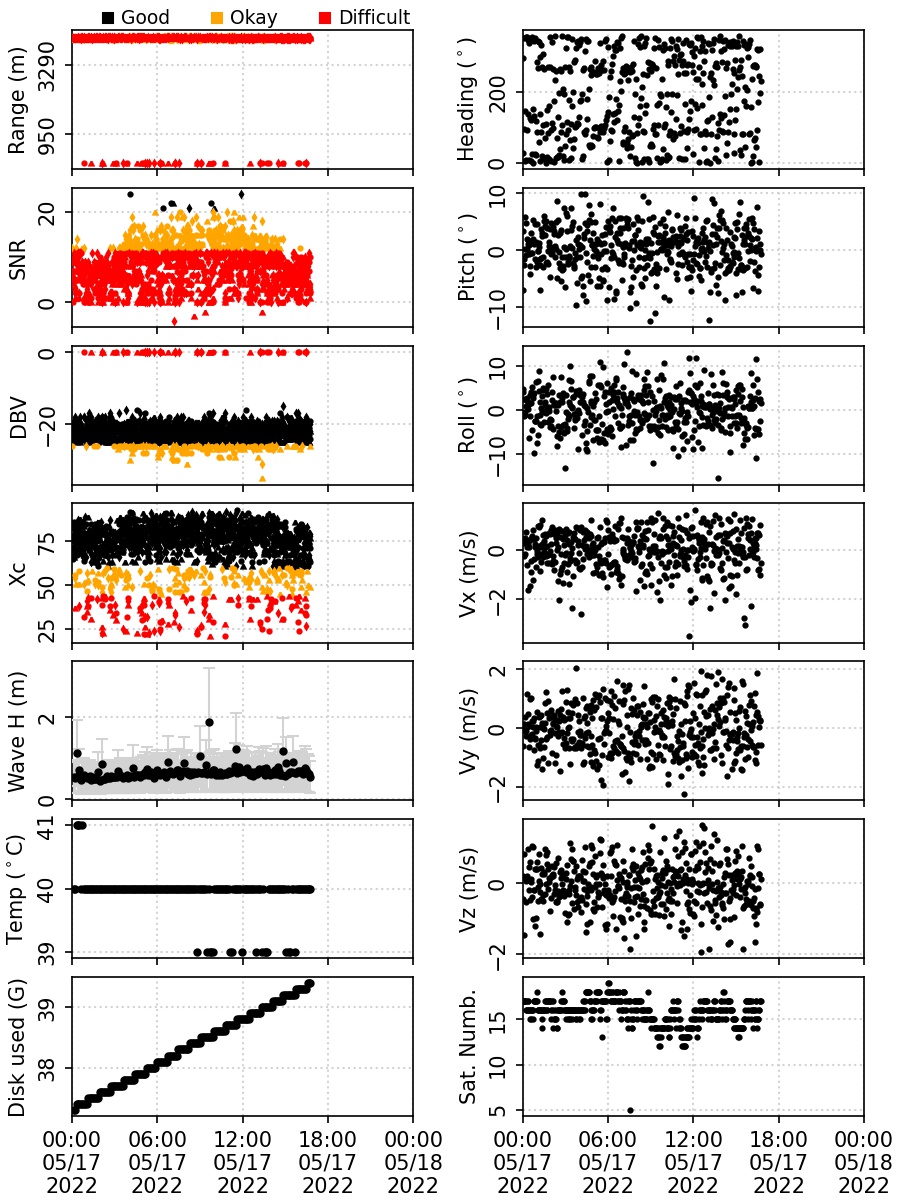 Good Okay Difficult
Range (m)
3290
950
Heading (°)
200
0
SNR
20
0
Pitch (°)
10
0
−10
DBV
0
−20
Roll (°)
10
0
−10
Xc
75
50
25
Vx (m/s)
0
−2
Wave H (m)
2
0
Vy (m/s)
2
0
−2
Temp (°C)
41
40
39
Vz (m/s)
0
−2
Disk used (G)
39
38
Sat. Numb.
15
10
5
00:00 06:00 12:00 18:00 00:00
05/17 05/17 05/17 05/17 05/18
2022 2022 2022 2022 2022
00:00 06:00 12:00 18:00 00:00
05/17 05/17 05/17 05/17 05/18
2022 2022 2022 2022 2022